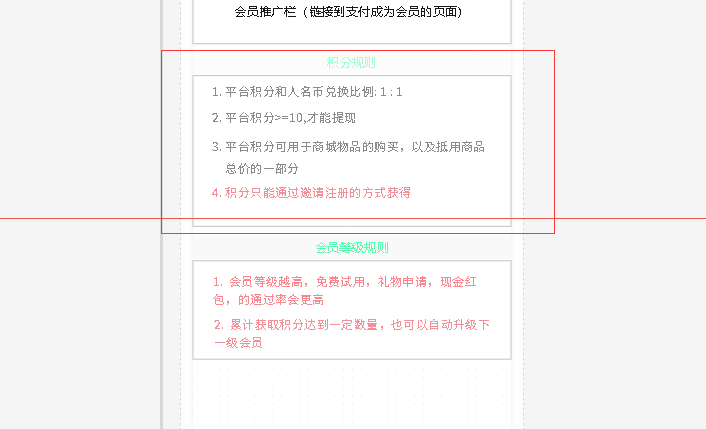 会员推广栏（链接到支付成为会员的页面）
积分规则
1. 平台积分和人名币兑换比例: 1 : 1
2. 平台积分>=10,才能提现
3. 平台积分可用于商城物品的购买，以及抵用商品
总价的一部分
4. 积分只能通过邀请注册的方式获得
会员等级规则
1. 会员等级越高，免费试用，礼物申请，现金红
包，的通过率会更高
2. 累计获取积分达到一定数量，也可以自动升级下
一级会员